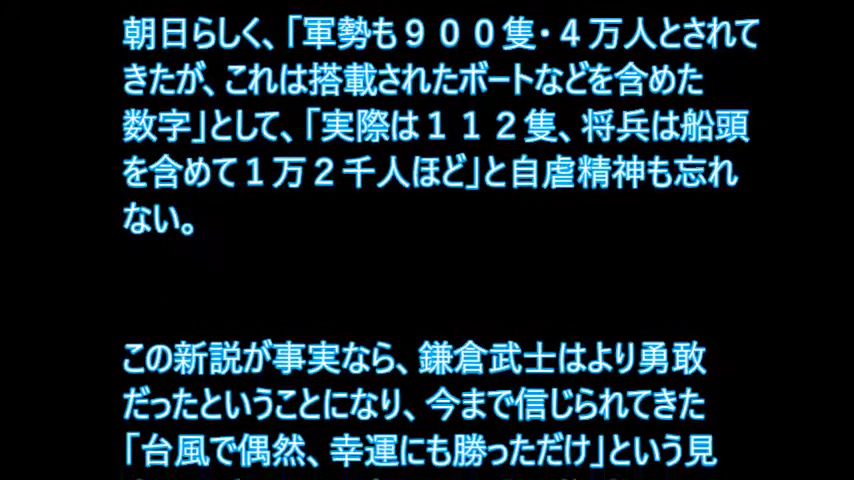 朝日らしく、「軍勢も９００隻・４万人とされて
きたが、これは搭載されたボートなどを含めた
数字」として、「実際は１１２隻、将兵は船頭
を含めて１万２千人ほど」と自虐精神も忘れ
ない。
この新説が事実なら、鎌倉武士はより勇敢
だったということになり、今まで信じられてきた
「台風で偶然、幸運にも勝っただけ」という見